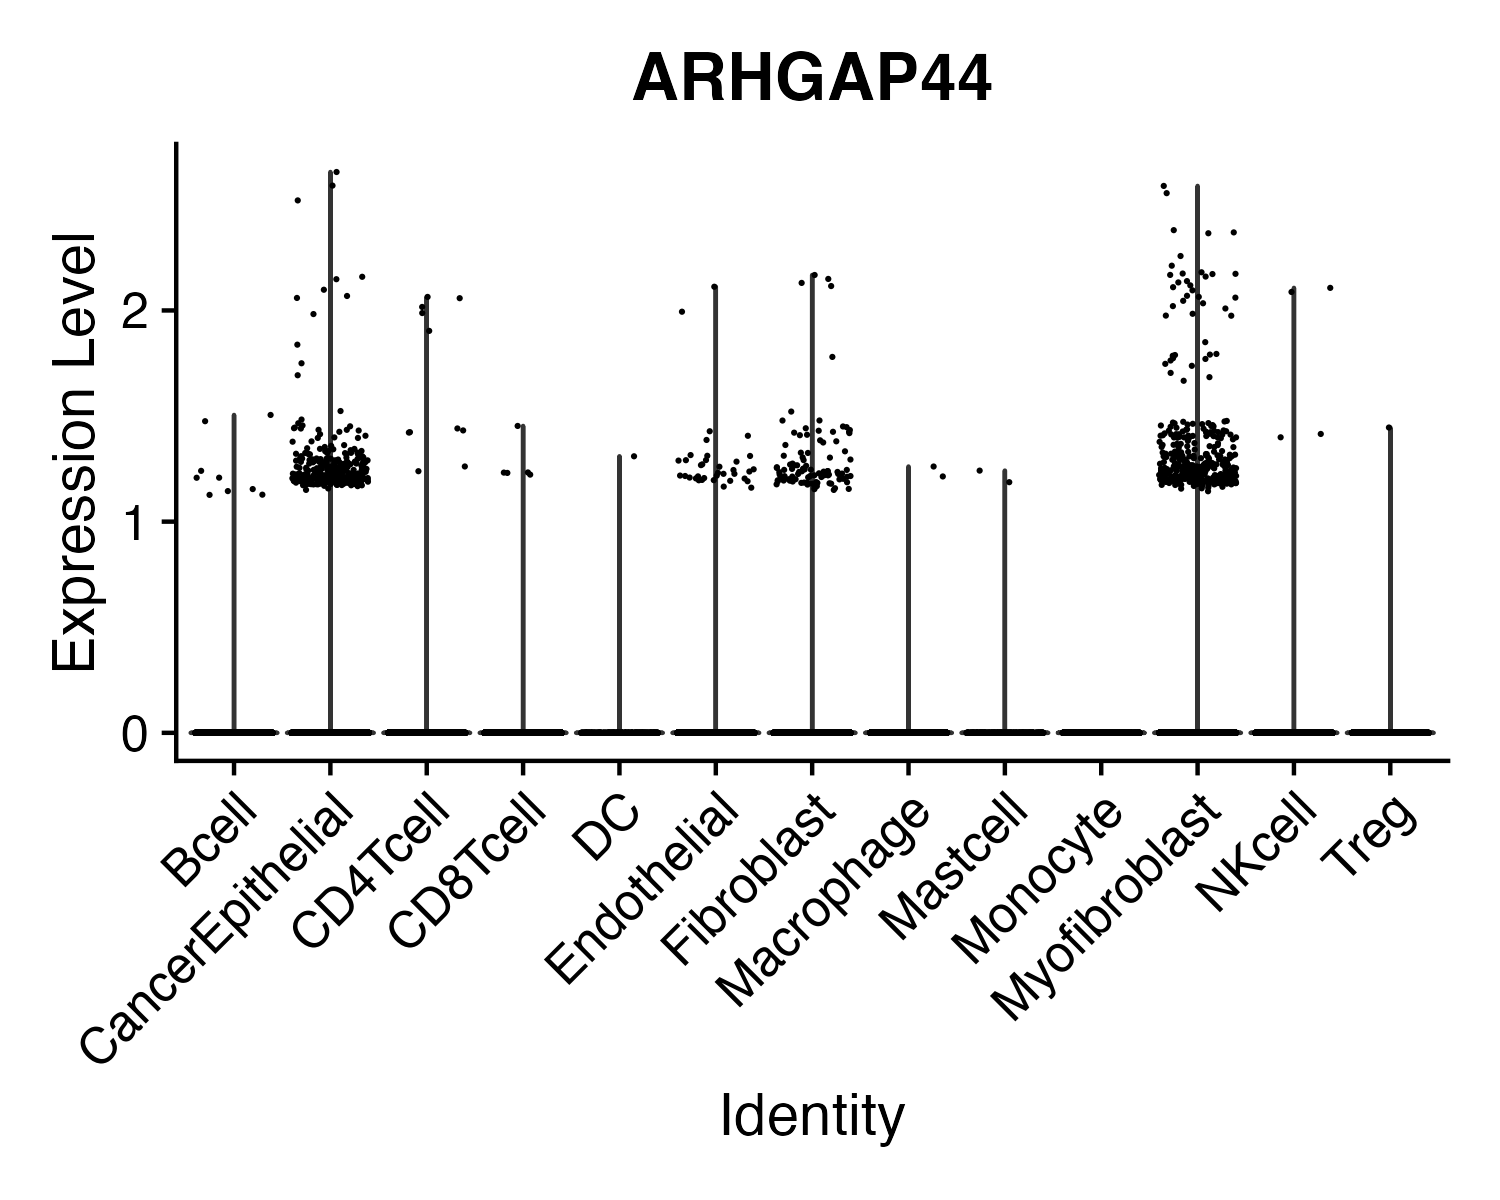 ARHGAP44
Expression Level
2
1
0
Bcell
CancerEpithelial
CD4Tcell
CD8Tcell
DC
Endothelial
Fibroblast
Macrophage
Mastcell
Monocyte
Myofibroblast
NKcell
Treg
Identity